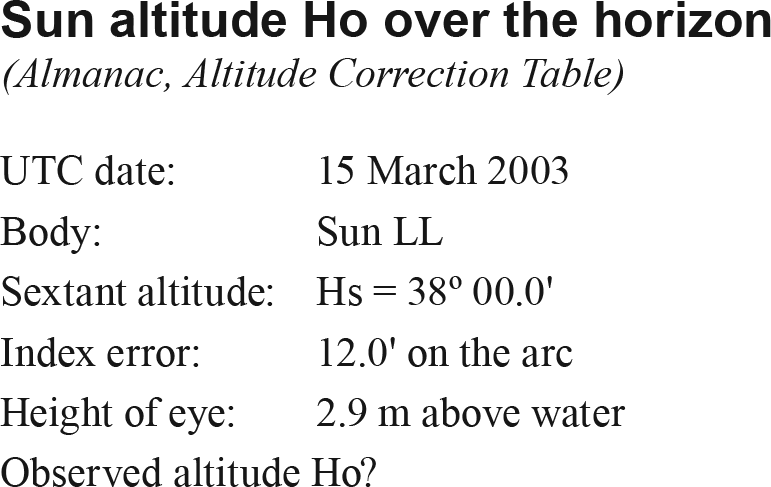 Sun altitude Ho over the horizon
(Almanac, Altitude Correction Table)
UTC date: 15 March 2003
Body: Sun LL
Sextant altitude: Hs = 38º 00.0'
Index error: 12.0' on the arc
Height of eye: 2.9 m above water
Observed altitude Ho?